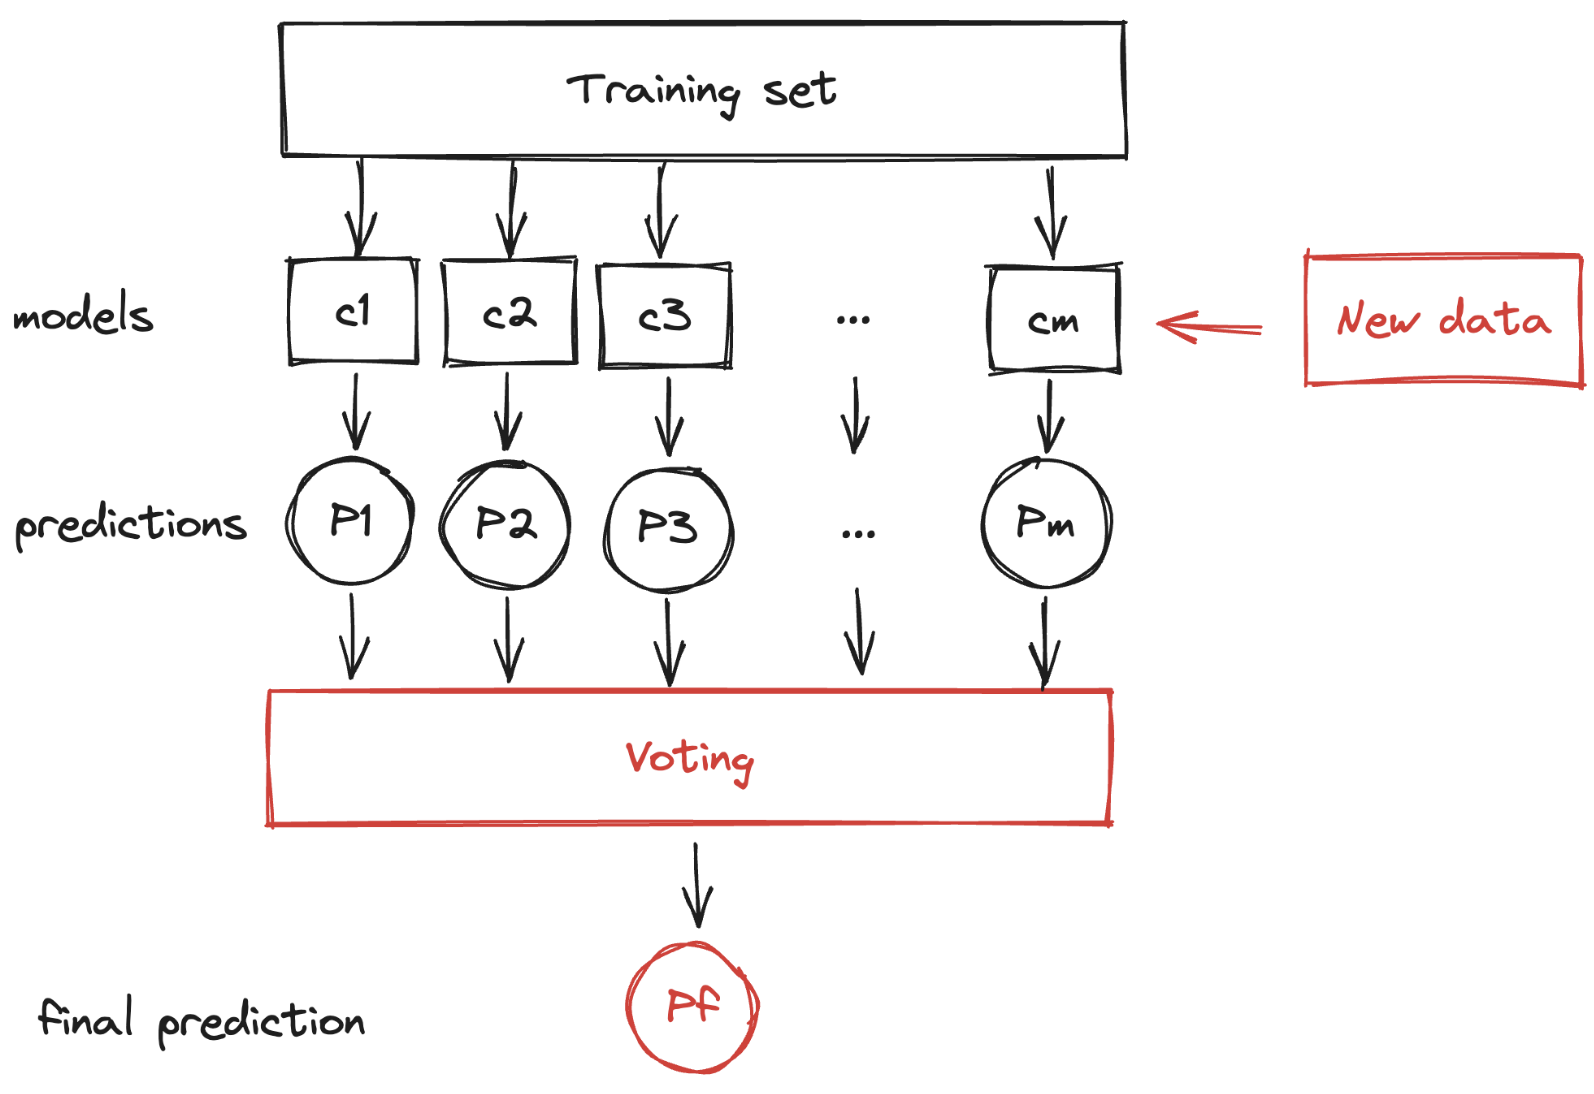 Training set
models
c1
c2
c3
...
cm
New data
predictions
P1
P2
P3
...
Pm
Voting
Pf
final prediction